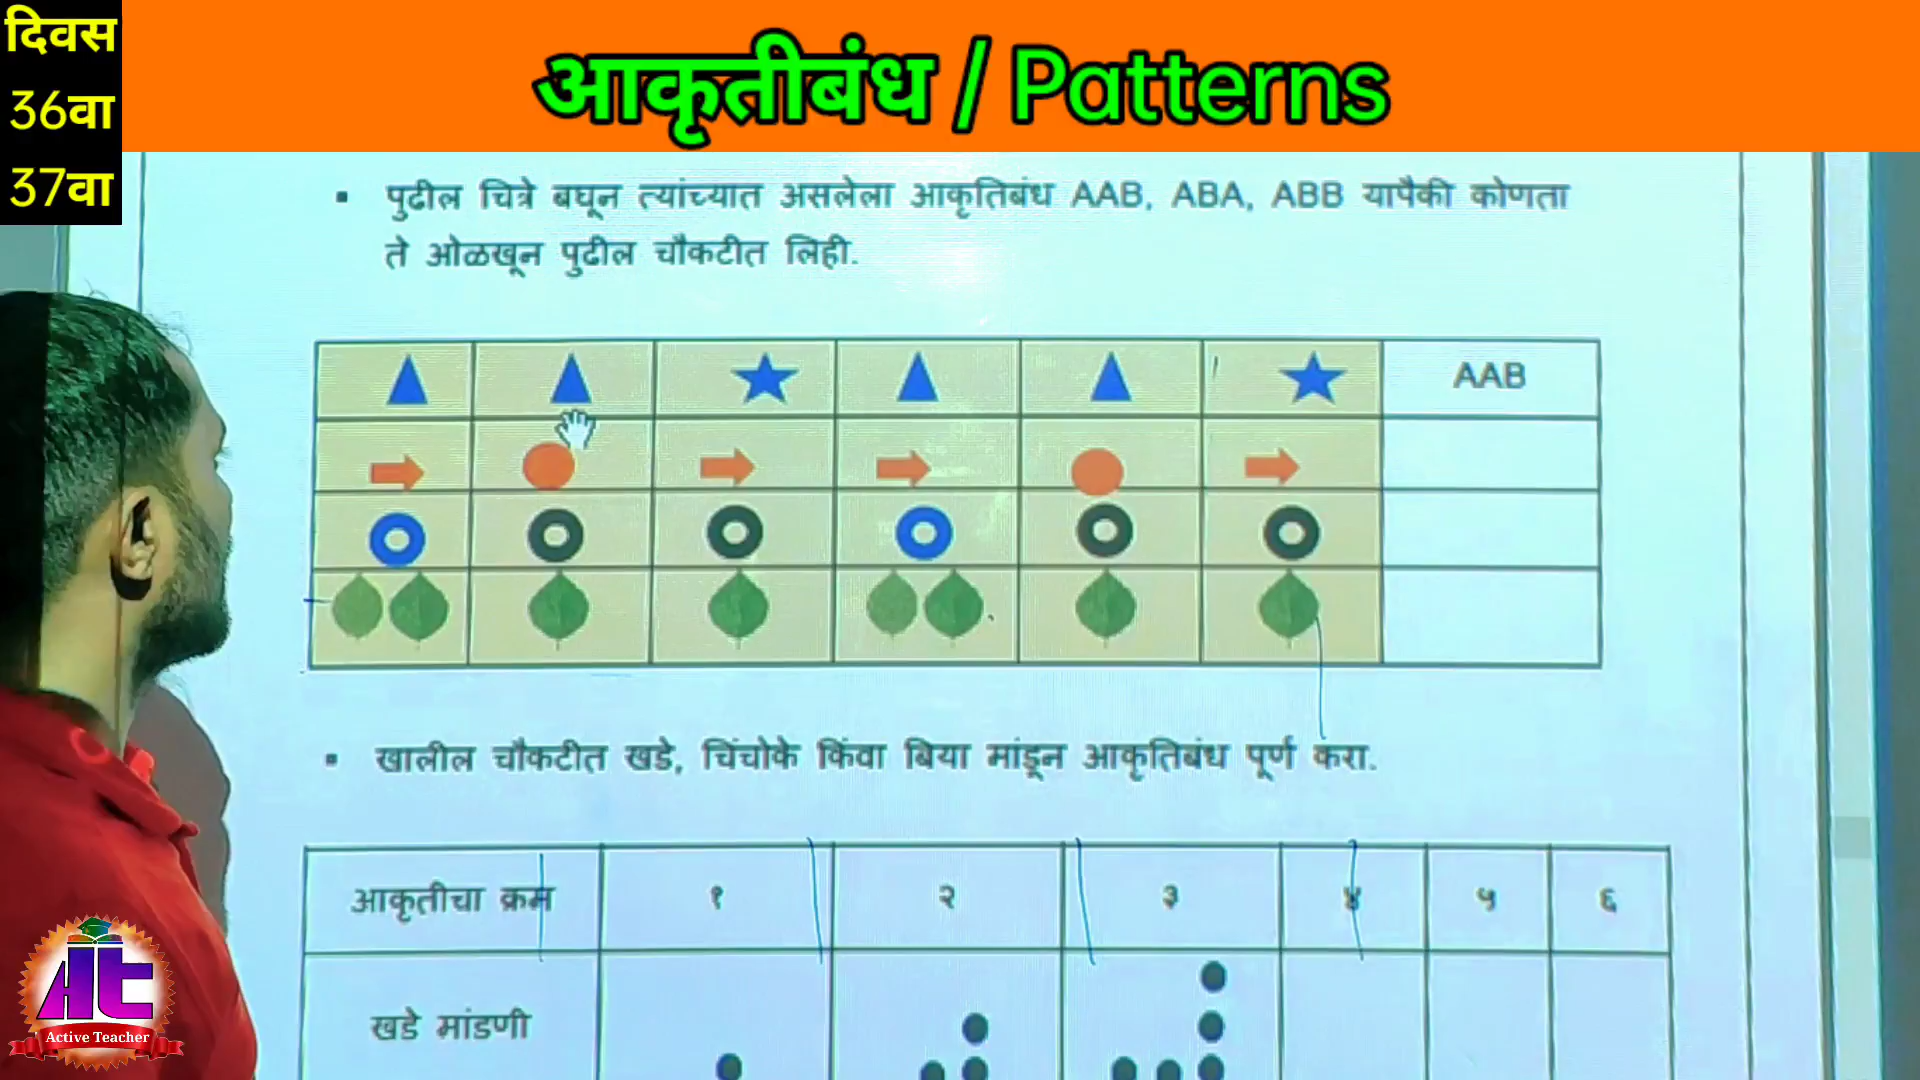 दिवस
36वा
37वा
आकृतीबंध / Patterns
▪ पुढील चित्रे बघून त्यांच्यात असलेला आकृतिबंध AAB, ABA, ABB यापैकी कोणता
ते ओळखून पुढील चौकटीत लिही.
AAB
▪ खालील चौकटीत खडे, चिंचोके किंवा बिया मांडून आकृतिबंध पूर्ण करा.
आकृतीचा क्रम १ २ ३ ४ ५ ६
खडे मांडणी
At
Active Teacher